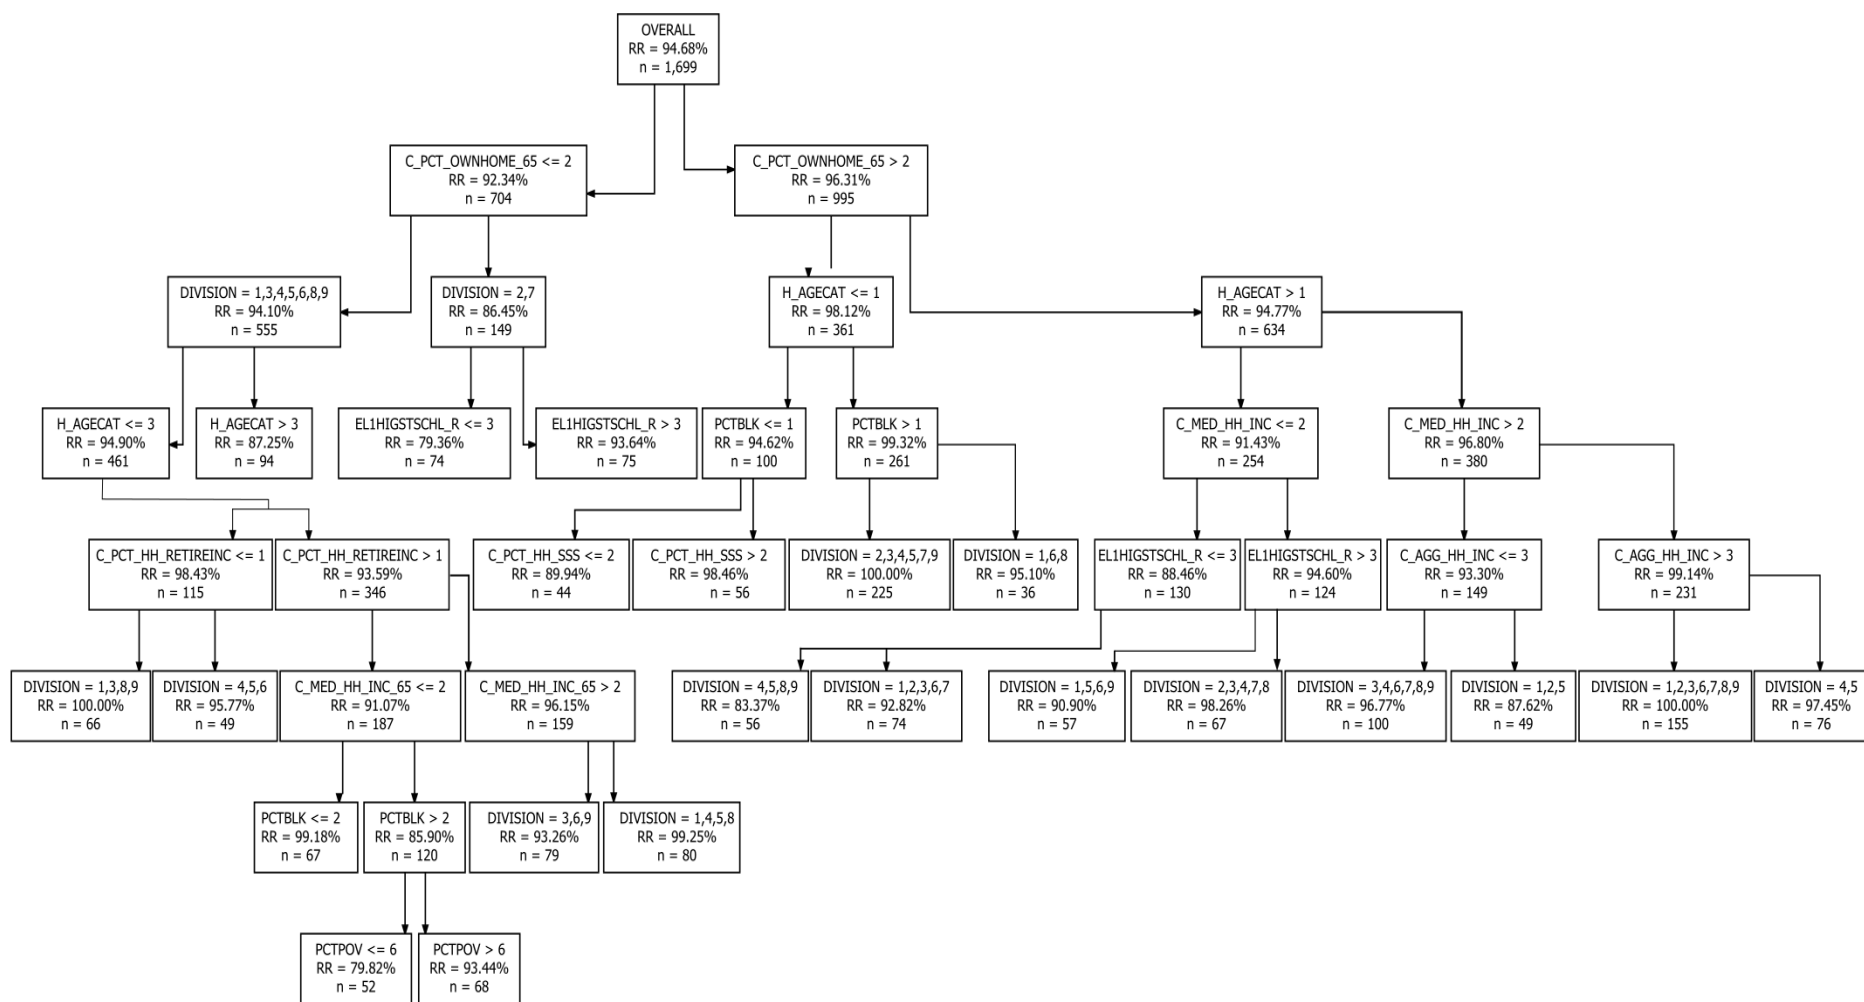 OVERALL
RR = 94.68%
n = 1,699
C_PCT_OWNHOME_65 <= 2
RR = 92.34%
n = 704
C_PCT_OWNHOME_65 > 2
RR = 96.31%
n = 995
DIVISION = 1,3,4,5,6,8,9
RR = 94.10%
n = 555
DIVISION = 2,7
RR = 86.45%
n = 149
H_AGECAT <= 1
RR = 98.12%
n = 361
H_AGECAT > 1
RR = 94.77%
n = 634
H_AGECAT <= 3
RR = 94.90%
n = 461
H_AGECAT > 3
RR = 87.25%
n = 94
EL1HIGSTSCHL_R <= 3
RR = 79.36%
n = 74
EL1HIGSTSCHL_R > 3
RR = 93.64%
n = 75
PCTBLK <= 1
RR = 94.62%
n = 100
PCTBLK > 1
RR = 99.32%
n = 261
C_MED_HH_INC <= 2
RR = 91.43%
n = 254
C_MED_HH_INC > 2
RR = 96.80%
n = 380
C_PCT_HH_RETIREINC <= 1
RR = 98.43%
n = 115
C_PCT_HH_RETIREINC > 1
RR = 93.59%
n = 346
C_PCT_HH_SSS <= 2
RR = 89.94%
n = 44
C_PCT_HH_SSS > 2
RR = 98.46%
n = 56
DIVISION = 2,3,4,5,7,9
RR = 100.00%
n = 225
DIVISION = 1,6,8
RR = 95.10%
n = 36
EL1HIGSTSCHL_R <= 3
RR = 88.46%
n = 130
EL1HIGSTSCHL_R > 3
RR = 94.60%
n = 124
C_AGG_HH_INC <= 3
RR = 93.30%
n = 149
C_AGG_HH_INC > 3
RR = 99.14%
n = 231
DIVISION = 1,3,8,9
RR = 100.00%
n = 66
DIVISION = 4,5,6
RR = 95.77%
n = 49
C_MED_HH_INC_65 <= 2
RR = 91.07%
n = 187
C_MED_HH_INC_65 > 2
RR = 96.15%
n = 159
DIVISION = 4,5,8,9
RR = 83.37%
n = 56
DIVISION = 1,2,3,6,7
RR = 92.82%
n = 74
DIVISION = 1,5,6,9
RR = 90.90%
n = 57
DIVISION = 2,3,4,7,8
RR = 98.26%
n = 67
DIVISION = 3,4,6,7,8,9
RR = 96.77%
n = 100
DIVISION = 1,2,5
RR = 87.62%
n = 49
DIVISION = 1,2,3,6,7,8,9
RR = 100.00%
n = 155
DIVISION = 4,5
RR = 97.45%
n = 76
PCTBLK <= 2
RR = 99.18%
n = 67
PCTBLK > 2
RR = 85.90%
n = 120
DIVISION = 3,6,9
RR = 93.26%
n = 79
DIVISION = 1,4,5,8
RR = 99.25%
n = 80
PCTPOV <= 6
RR = 79.82%
n = 52
PCTPOV > 6
RR = 93.44%
n = 68